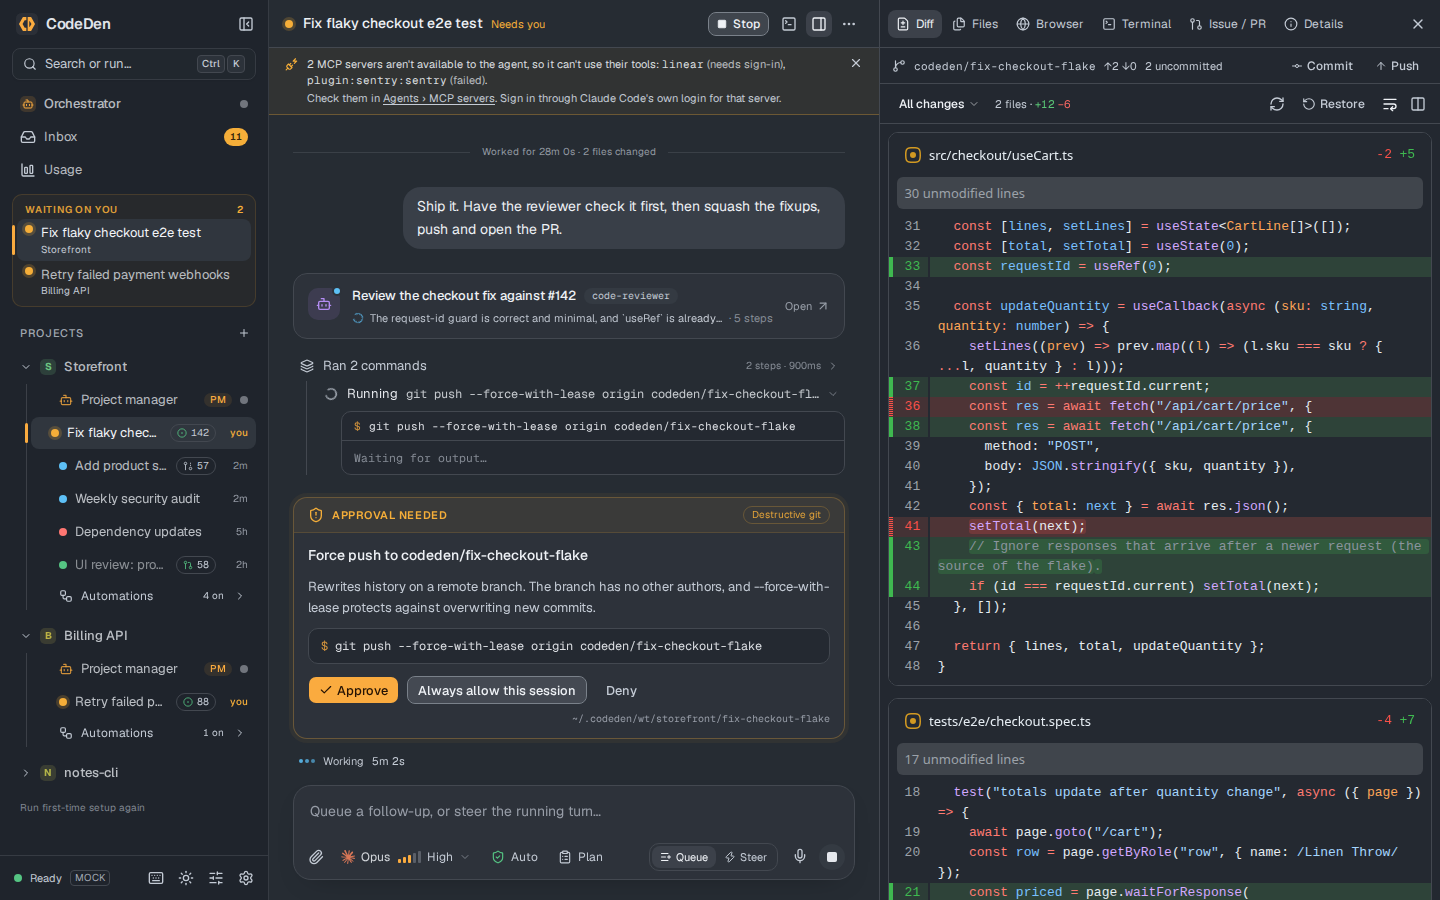 CodeDen
Search or run...
Ctrl K
Orchestrator
Inbox 11
Usage
WAITING ON YOU 2
Fix flaky checkout e2e test
Storefront
Retry failed payment webhooks
Billing API
PROJECTS
S Storefront
Project manager PM
Fix flaky chec... 142 you
Add product s... 57 2m
Weekly security audit 2m
Dependency updates 5h
UI review: pro... 58 2h
Automations 4 on
B Billing API
Project manager PM
Retry failed p... 88 you
Automations 1 on
N notes-cli
Run first-time setup again
Ready MOCK
Fix flaky checkout e2e test Needs you
Stop
2 MCP servers aren't available to the agent, so it can't use their tools: linear (needs sign-in),
plugin:sentry:sentry (failed).
Check them in Agents › MCP servers. Sign in through Claude Code's own login for that server.
Worked for 28m 0s · 2 files changed
Ship it. Have the reviewer check it first, then squash the fixups,
push and open the PR.
Review the checkout fix against #142 code-reviewer
The request-id guard is correct and minimal, and `useRef` is already... · 5 steps
Open
Ran 2 commands 2 steps · 900ms
Running git push --force-with-lease origin codeden/fix-checkout-fl...
$ git push --force-with-lease origin codeden/fix-checkout-flake
Waiting for output...
APPROVAL NEEDED Destructive git
Force push to codeden/fix-checkout-flake
Rewrites history on a remote branch. The branch has no other authors, and --force-with-
lease protects against overwriting new commits.
$ git push --force-with-lease origin codeden/fix-checkout-flake
Approve Always allow this session Deny
~/.codeden/wt/storefront/fix-checkout-flake
Working 5m 2s
Queue a follow-up, or steer the running turn...
Opus High Auto Plan Queue Steer
Diff Files Browser Terminal Issue / PR Details
codeden/fix-checkout-flake ↑2 ↓0 2 uncommitted Commit Push
All changes 2 files · +12 −6 Restore
src/checkout/useCart.ts -2 +5
30 unmodified lines
31 const [lines, setLines] = useState<CartLine[]>([]);
32 const [total, setTotal] = useState(0);
33 const requestId = useRef(0);
34
35 const updateQuantity = useCallback(async (sku: string,
quantity: number) => {
36 setLines((prev) => prev.map((l) => (l.sku === sku ? {
...l, quantity } : l)));
37 const id = ++requestId.current;
36 const res = await fetch("/api/cart/price", {
38 const res = await fetch("/api/cart/price", {
39 method: "POST",
40 body: JSON.stringify({ sku, quantity }),
41 });
42 const { total: next } = await res.json();
41 setTotal(next);
43 // Ignore responses that arrive after a newer request (the
source of the flake).
44 if (id === requestId.current) setTotal(next);
45 }, []);
46
47 return { lines, total, updateQuantity };
48 }
tests/e2e/checkout.spec.ts -4 +7
17 unmodified lines
18 test("totals update after quantity change", async ({ page })
=> {
19 await page.goto("/cart");
20 const row = page.getByRole("row", { name: /Linen Throw/
});
21 const priced = page.waitForResponse(